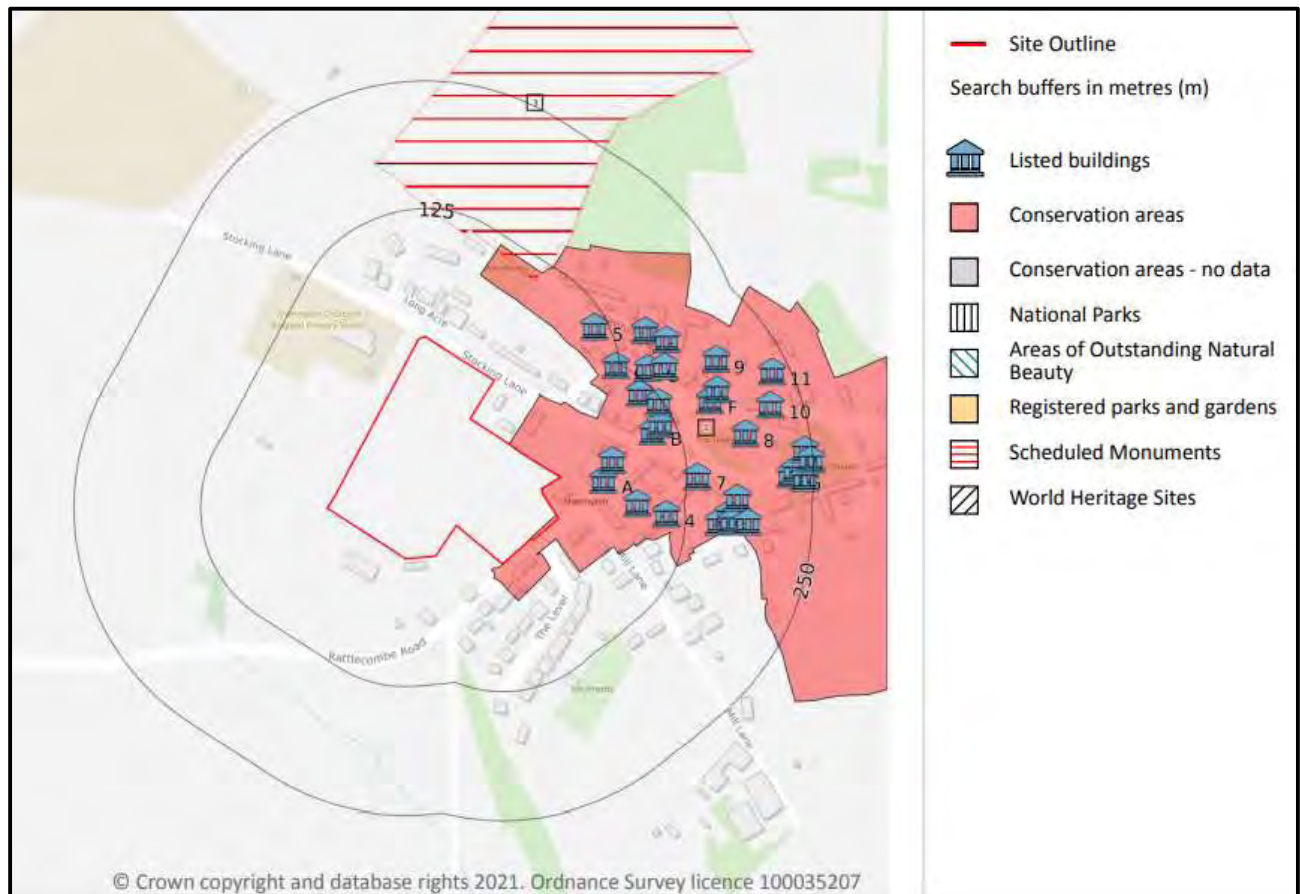 125
3
Stocking Lane
Long Acre
Stocking Lane
5
9
11
F
10
8
B
7
A
4
G
250
Mill Lane
The Level
Rattlecombe Road
Mill Lane
© Crown copyright and database rights 2021. Ordnance Survey licence 100035207
Site Outline
Search buffers in metres (m)
Listed buildings
Conservation areas
Conservation areas - no data
National Parks
Areas of Outstanding Natural
Beauty
Registered parks and gardens
Scheduled Monuments
World Heritage Sites